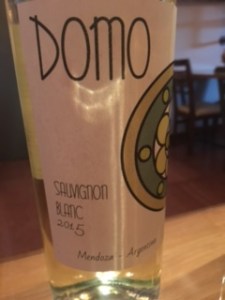 DOMO
SAUVIGNON
BLANC
2015
Mendoza - Argentina